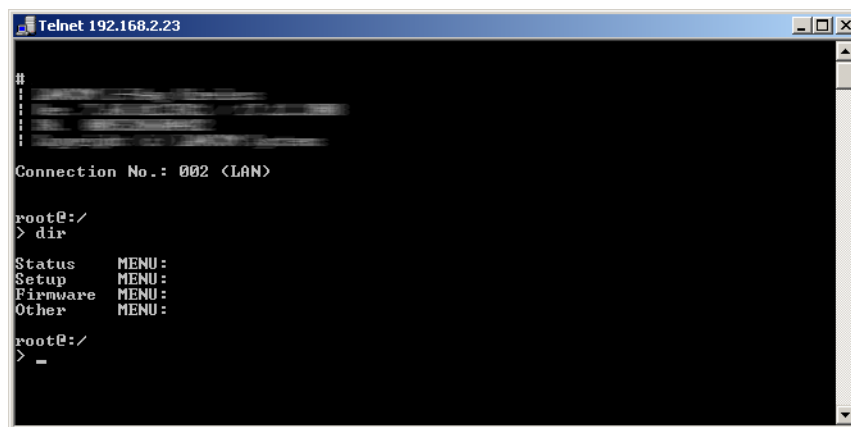 Telnet 192.168.2.23
#
|
|
|
|
Connection No.: 002 (LAN)
root@:/
> dir
Status MENU:
Setup MENU:
Firmware MENU:
Other MENU:
root@:/
> _